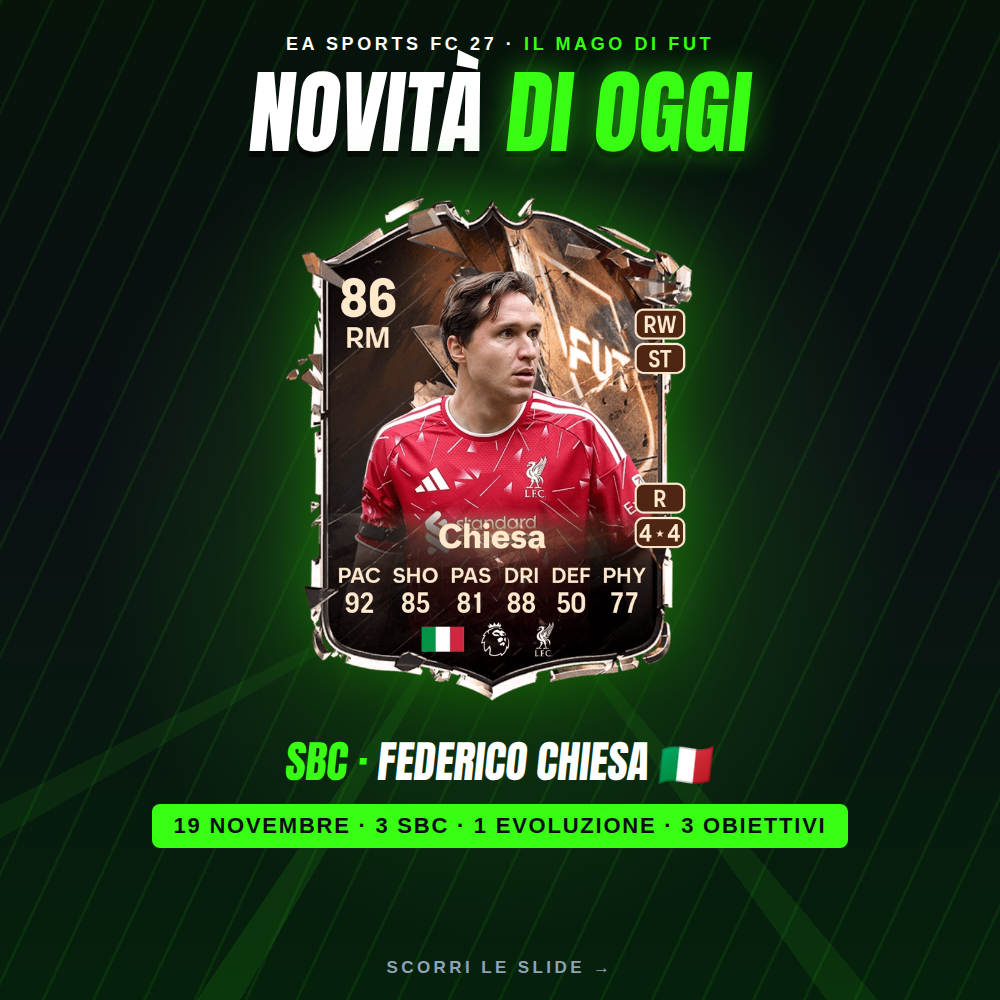 EA SPORTS FC 27 · IL MAGO DI FUT
NOVITÀ DI OGGI
86
RM
FUT
RW
ST
L.F.C.
R
4★4
standard
Chiesa
PAC SHO PAS DRI DEF PHY
92 85 81 88 50 77
L.F.C.
SBC · FEDERICO CHIESA 🇮🇹
19 NOVEMBRE · 3 SBC · 1 EVOLUZIONE · 3 OBIETTIVI
SCORRI LE SLIDE →